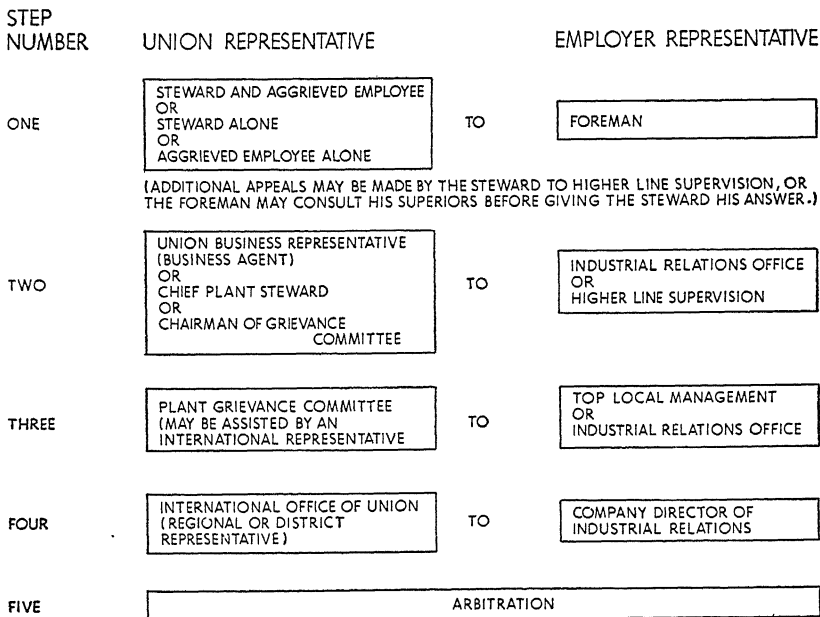 STEP
NUMBER UNION REPRESENTATIVE EMPLOYER REPRESENTATIVE
ONE
STEWARD AND AGGRIEVED EMPLOYEE
OR
STEWARD ALONE
OR
AGGRIEVED EMPLOYEE ALONE
TO
FOREMAN
(ADDITIONAL APPEALS MAY BE MADE BY THE STEWARD TO HIGHER LINE SUPERVISION, OR
THE FOREMAN MAY CONSULT HIS SUPERIORS BEFORE GIVING THE STEWARD HIS ANSWER.)
TWO
UNION BUSINESS REPRESENTATIVE
(BUSINESS AGENT)
OR
CHIEF PLANT STEWARD
OR
CHAIRMAN OF GRIEVANCE
COMMITTEE
TO
INDUSTRIAL RELATIONS OFFICE
OR
HIGHER LINE SUPERVISION
THREE
PLANT GRIEVANCE COMMITTEE
(MAY BE ASSISTED BY AN
INTERNATIONAL REPRESENTATIVE
TO
TOP LOCAL MANAGEMENT
OR
INDUSTRIAL RELATIONS OFFICE
FOUR
INTERNATIONAL OFFICE OF UNION
(REGIONAL OR DISTRICT
REPRESENTATIVE)
TO
COMPANY DIRECTOR OF
INDUSTRIAL RELATIONS
FIVE
ARBITRATION